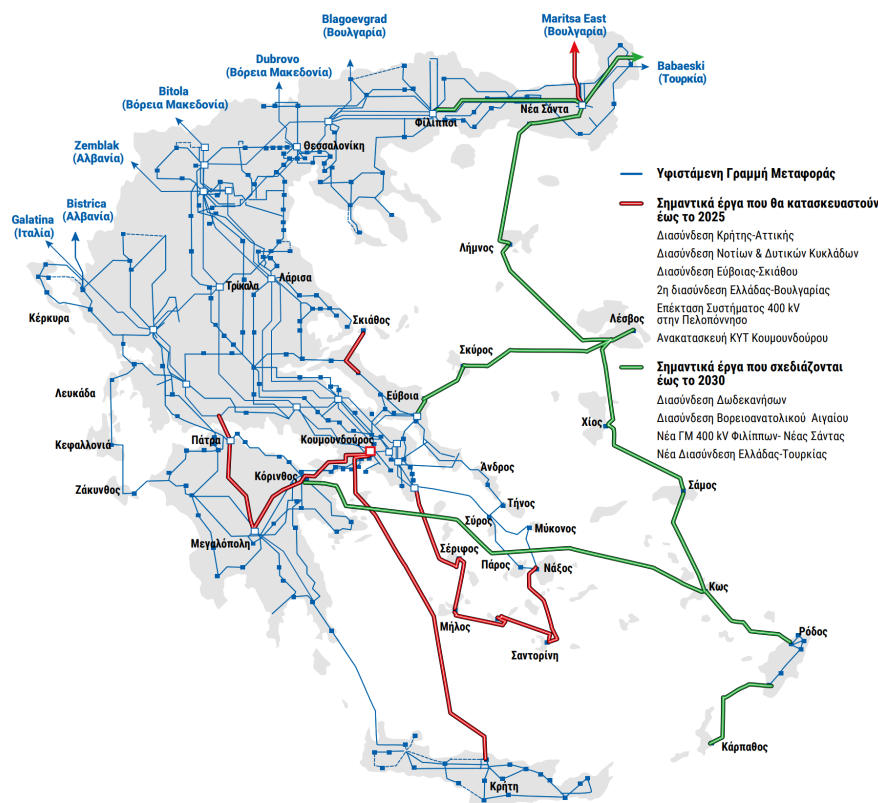 Blagoevgrad
(Βουλγαρία)
Maritsa East
(Βουλγαρία)
Dubrovo
(Βόρεια Μακεδονία)
Babaeski
(Τουρκία)
Bitola
(Βόρεια Μακεδονία)
Νέα Σάντα
Φίλιπποι
Θεσσαλονίκη
Zemblak
(Αλβανία)
Bistrica
(Αλβανία)
Galatina
(Ιταλία)
Λήμνος
Λάρισα
Τρίκαλα
Κέρκυρα
Σκιάθος
Λέσβος
Σκύρος
Λευκάδα
Εύβοια
Χίος
Κεφαλλονιά
Πάτρα
Κουμουνδούρος
Άνδρος
Κόρινθος
Ζάκυνθος
Σάμος
Τήνος
Σύρος
Μύκονος
Μεγαλόπολη
Σέριφος
Πάρος
Νάξος
Κως
Μήλος
Ρόδος
Σαντορίνη
Κάρπαθος
Κρήτη
Υφιστάμενη Γραμμή Μεταφοράς
Σημαντικά έργα που θα κατασκευαστούν
έως το 2025
Διασύνδεση Κρήτης-Αττικής
Διασύνδεση Νοτίων & Δυτικών Κυκλάδων
Διασύνδεση Εύβοιας-Σκιάθου
2η διασύνδεση Ελλάδας-Βουλγαρίας
Επέκταση Συστήματος 400 kV
στην Πελοπόννησο
Ανακατασκευή ΚΥΤ Κουμουνδούρου
Σημαντικά έργα που σχεδιάζονται
έως το 2030
Διασύνδεση Δωδεκανήσων
Διασύνδεση Βορειοανατολικού Αιγαίου
Νέα ΓΜ 400 kV Φιλίππων- Νέας Σάντας
Νέα Διασύνδεση Ελλάδας-Τουρκίας